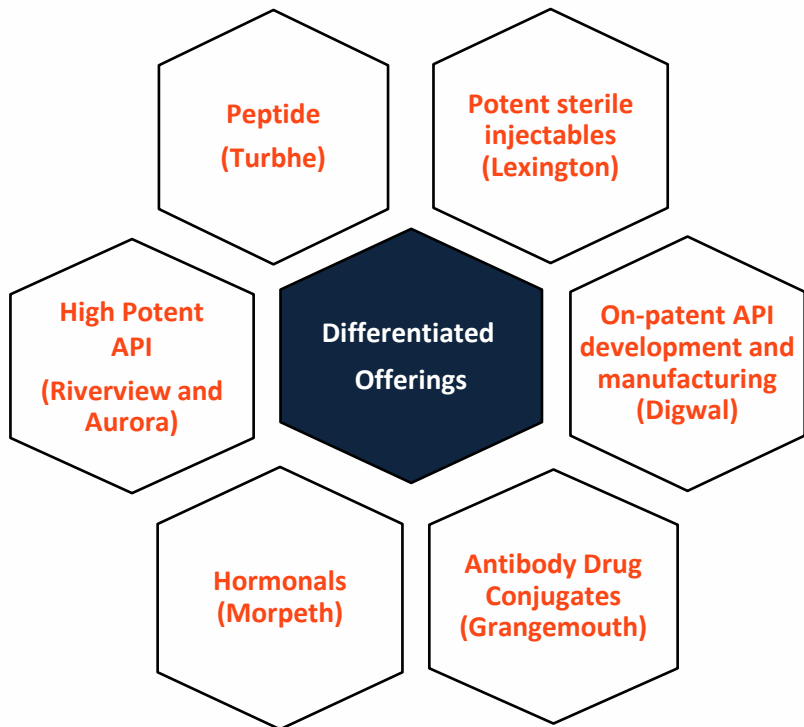 Peptide
(Turbhe)
Potent sterile
injectables
(Lexington)
High Potent
API
(Riverview and
Aurora)
Differentiated
Offerings
On-patent API
development and
manufacturing
(Digwal)
Hormonals
(Morpeth)
Antibody Drug
Conjugates
(Grangemouth)